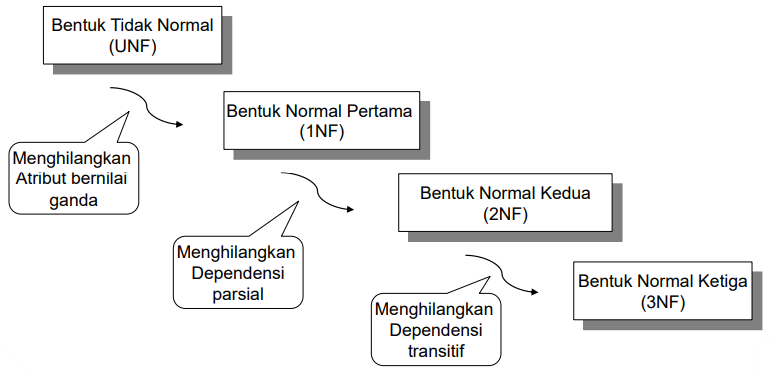 Bentuk Tidak Normal
(UNF)
Bentuk Normal Pertama
(1NF)
Menghilangkan
Atribut bernilai
ganda
Bentuk Normal Kedua
(2NF)
Menghilangkan
Dependensi
parsial
Bentuk Normal Ketiga
(3NF)
Menghilangkan
Dependensi
transitif